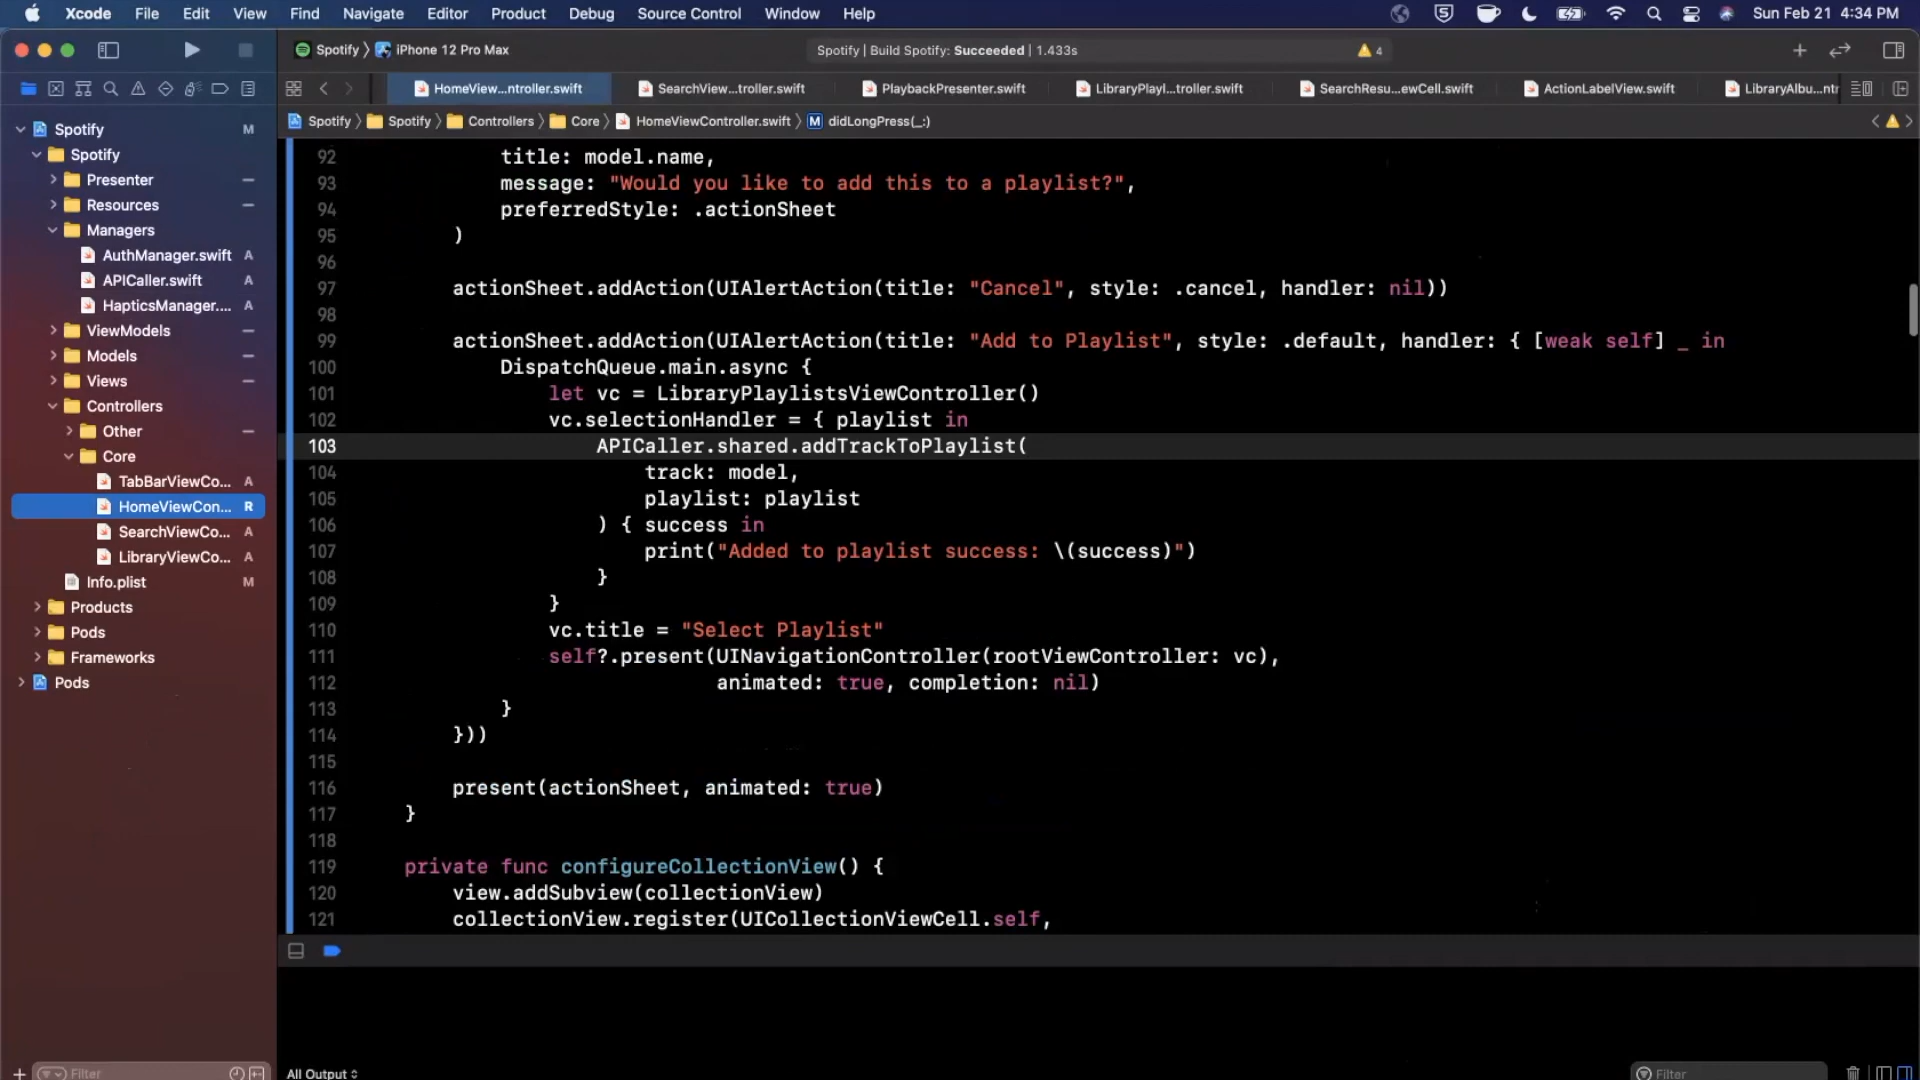 Xcode File Edit View Find Navigate Editor Product Debug Source Control Window Help Sun Feb 21 4:34 PM
Spotify iPhone 12 Pro Max Spotify | Build Spotify: Succeeded | 1.433s 4
HomeView...ntroller.swift SearchView...troller.swift PlaybackPresenter.swift LibraryPlayl...troller.swift SearchResu...ewCell.swift ActionLabelView.swift LibraryAlbu...ntr
Spotify Spotify Controllers Core HomeViewController.swift M didLongPress(_:)
Spotify M
Spotify
Presenter
Resources
Managers
AuthManager.swift A
APICaller.swift A
HapticsManager.... A
ViewModels
Models
Views
Controllers
Other
Core
TabBarViewCo... A
HomeViewCon... R
SearchViewCo... A
LibraryViewCo... A
Info.plist M
Products
Pods
Frameworks
Pods
Filter
92 title: model.name,
93 message: "Would you like to add this to a playlist?",
94 preferredStyle: .actionSheet
95 )
96
97 actionSheet.addAction(UIAlertAction(title: "Cancel", style: .cancel, handler: nil))
98
99 actionSheet.addAction(UIAlertAction(title: "Add to Playlist", style: .default, handler: { [weak self] _ in
100 DispatchQueue.main.async {
101 let vc = LibraryPlaylistsViewController()
102 vc.selectionHandler = { playlist in
103 APICaller.shared.addTrackToPlaylist(
104 track: model,
105 playlist: playlist
106 ) { success in
107 print("Added to playlist success: \(success)")
108 }
109 }
110 vc.title = "Select Playlist"
111 self?.present(UINavigationController(rootViewController: vc),
112 animated: true, completion: nil)
113 }
114 }))
115
116 present(actionSheet, animated: true)
117 }
118
119 private func configureCollectionView() {
120 view.addSubview(collectionView)
121 collectionView.register(UICollectionViewCell.self,
All Output Filter